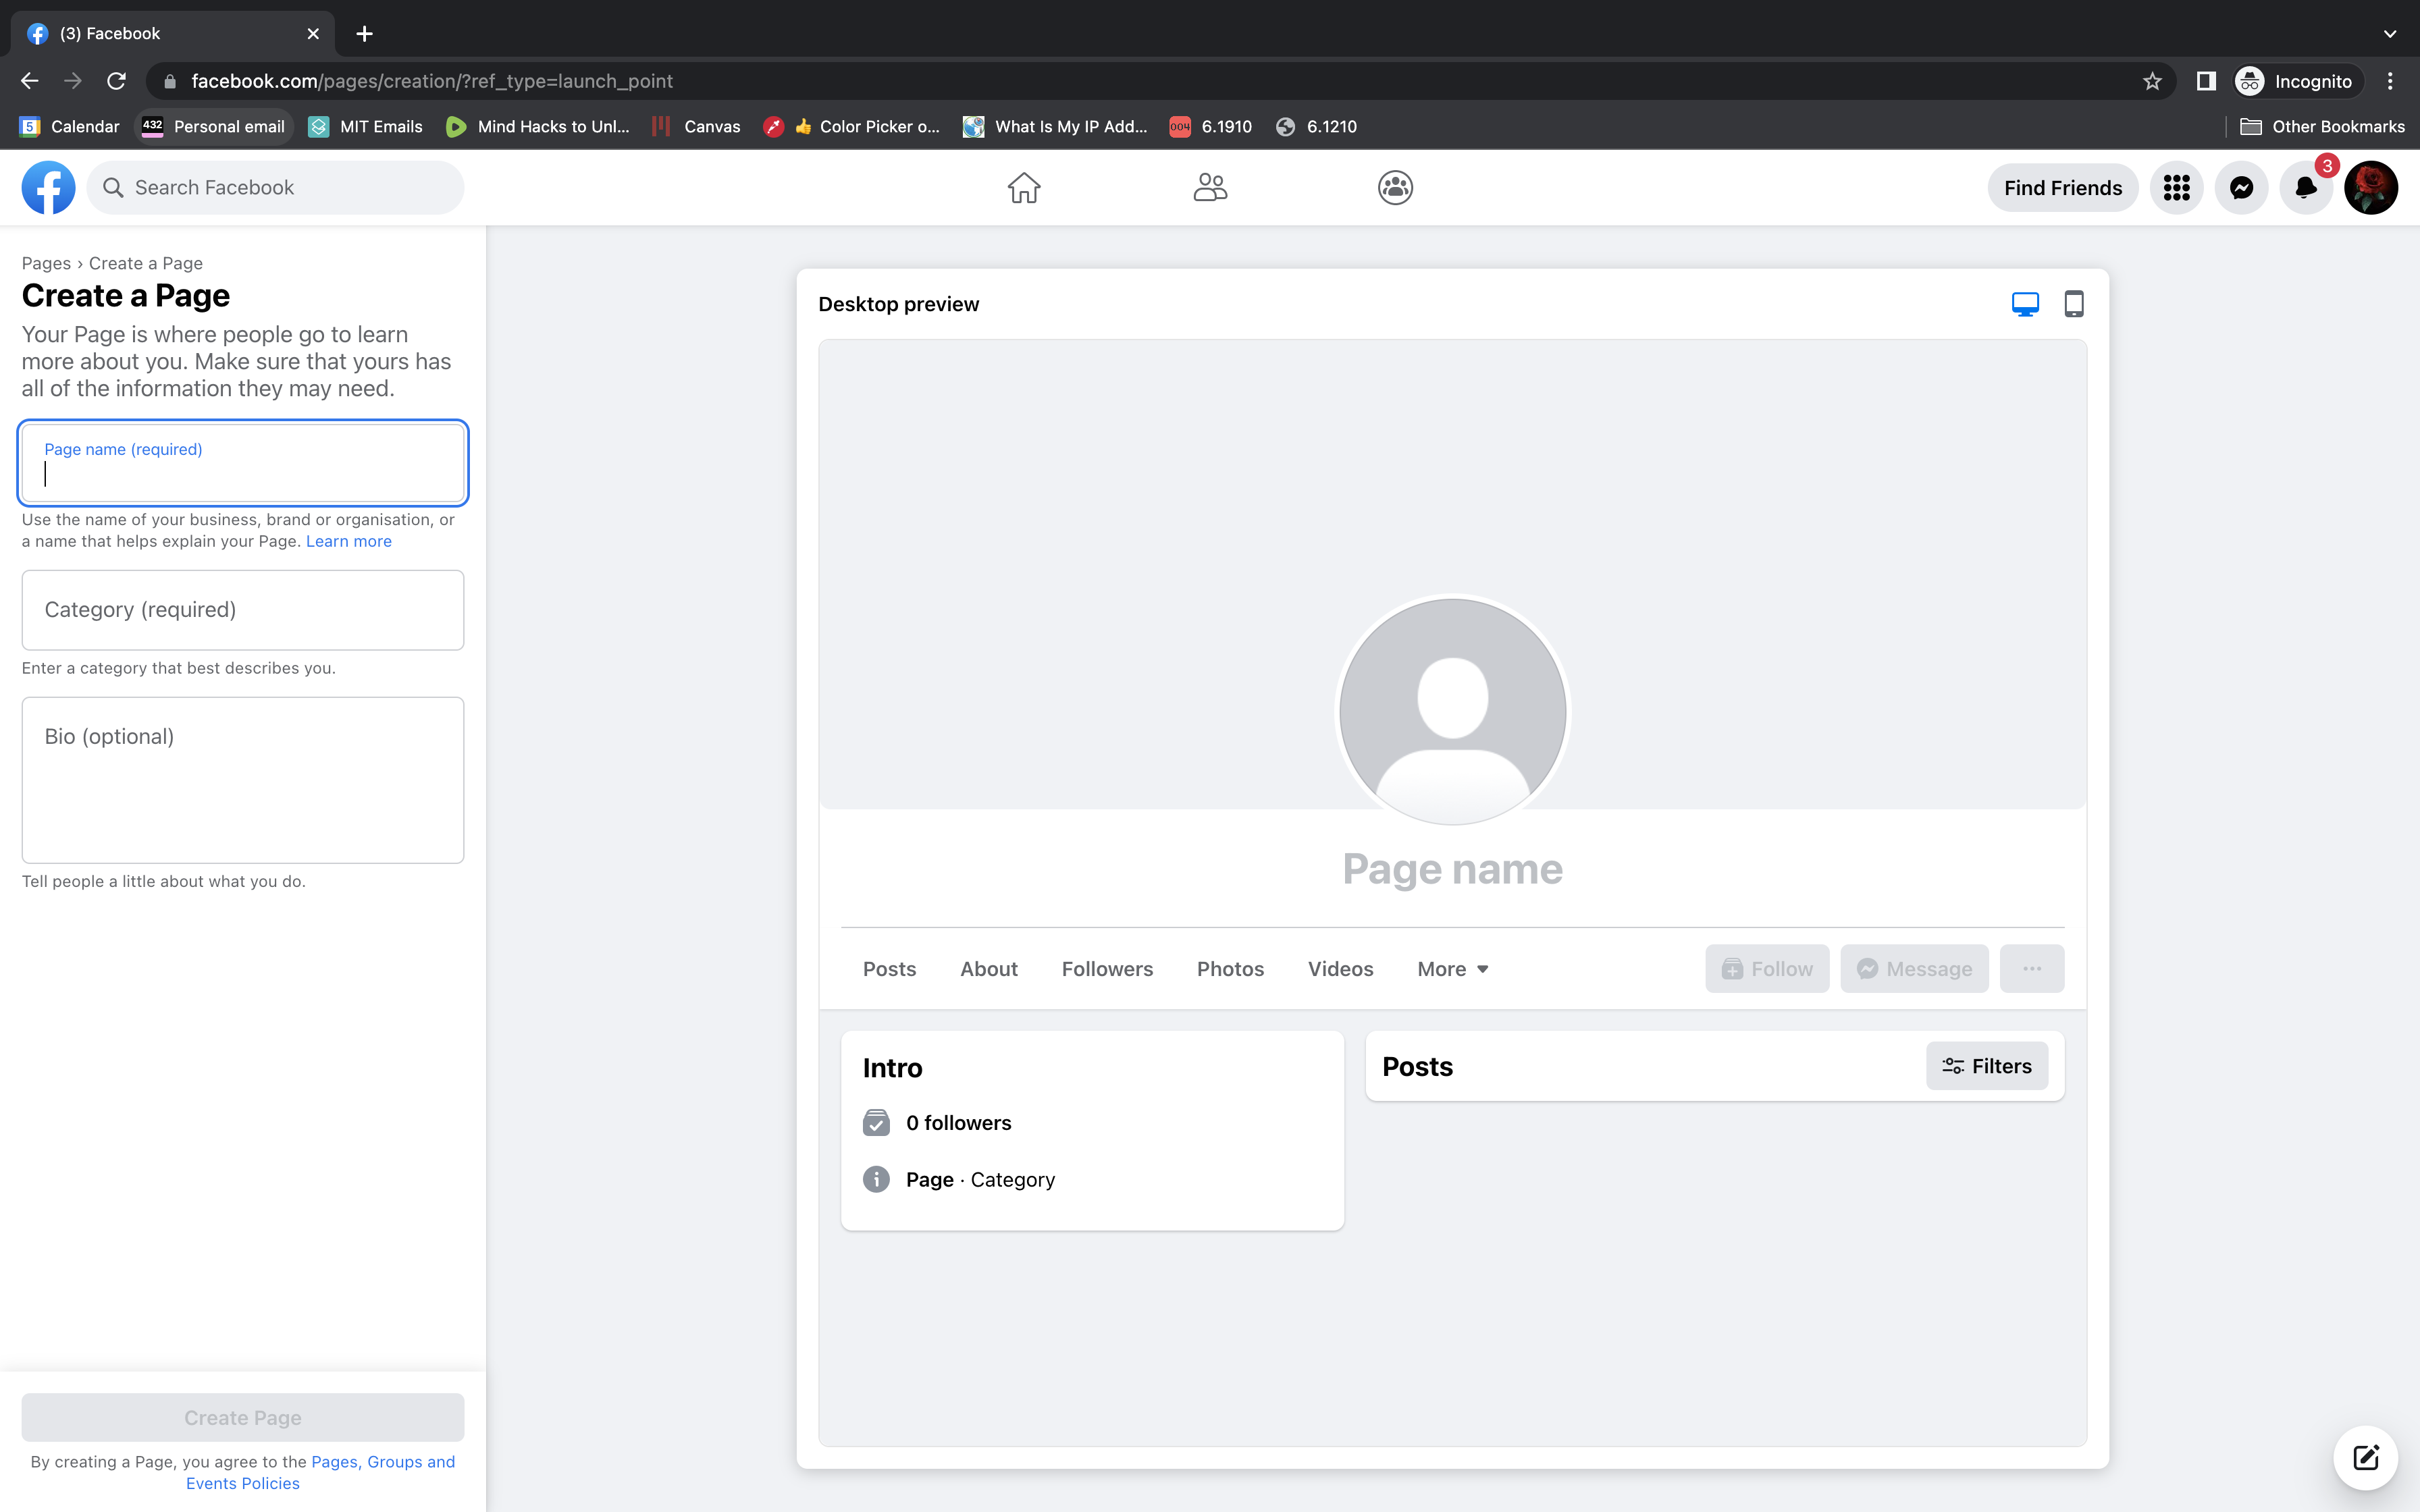 (3) Facebook
facebook.com/pages/creation/?ref_type=launch_point
Incognito
5 Calendar
432 Personal email
MIT Emails
Mind Hacks to Unl...
Canvas
👍 Color Picker o...
What Is My IP Add...
004 6.1910
6.1210
Other Bookmarks
Search Facebook
Find Friends
3
Pages › Create a Page
Create a Page
Your Page is where people go to learn
more about you. Make sure that yours has
all of the information they may need.
Page name (required)
Use the name of your business, brand or organisation, or
a name that helps explain your Page. Learn more
Category (required)
Enter a category that best describes you.
Bio (optional)
Tell people a little about what you do.
Create Page
By creating a Page, you agree to the Pages, Groups and
Events Policies
Desktop preview
Page name
Posts
About
Followers
Photos
Videos
More
Follow
Message
Intro
0 followers
Page · Category
Posts
Filters